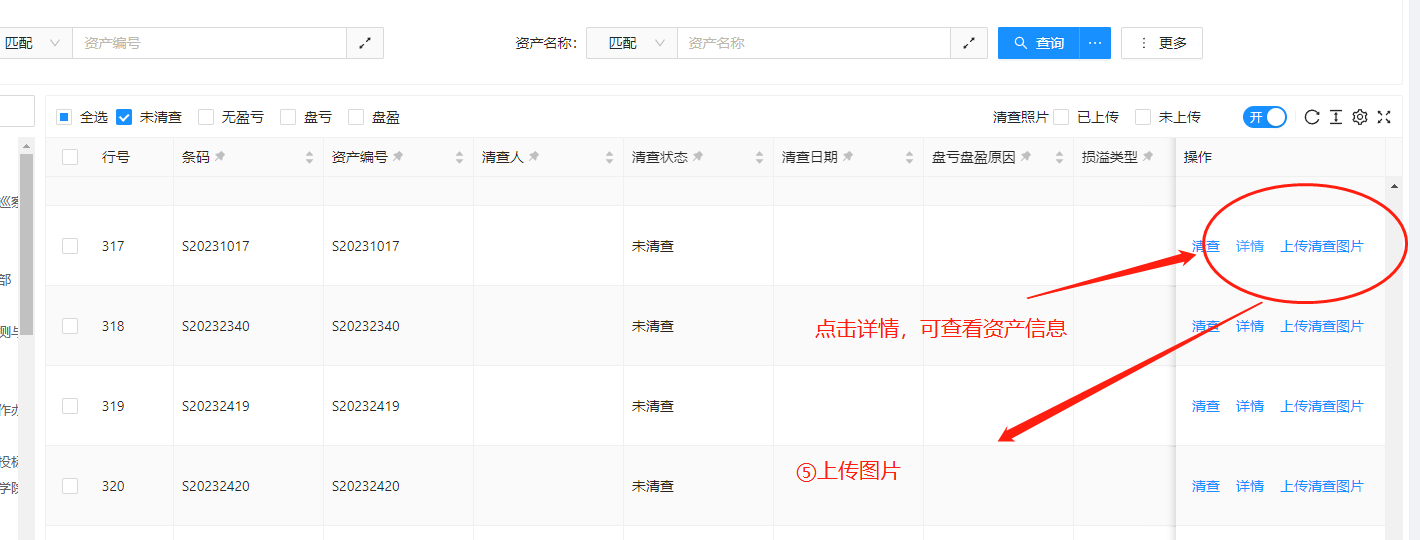 匹配 资产编号 资产名称： 匹配 资产名称 查询 ··· 更多
全选 未清查 无盈亏 盘亏 盘盈 清查照片 已上传 未上传 开
行号 条码 资产编号 清查人 清查状态 清查日期 盘亏盘盈原因 损溢类型 操作
317 S20231017 S20231017 未清查 清查 详情 上传清查图片
部
点击详情，可查看资产信息
318 S20232340 S20232340 未清查 清查 详情 上传清查图片
319 S20232419 S20232419 未清查 清查 详情 上传清查图片
投标
⑤上传图片
320 S20232420 S20232420 未清查 清查 详情 上传清查图片
学院